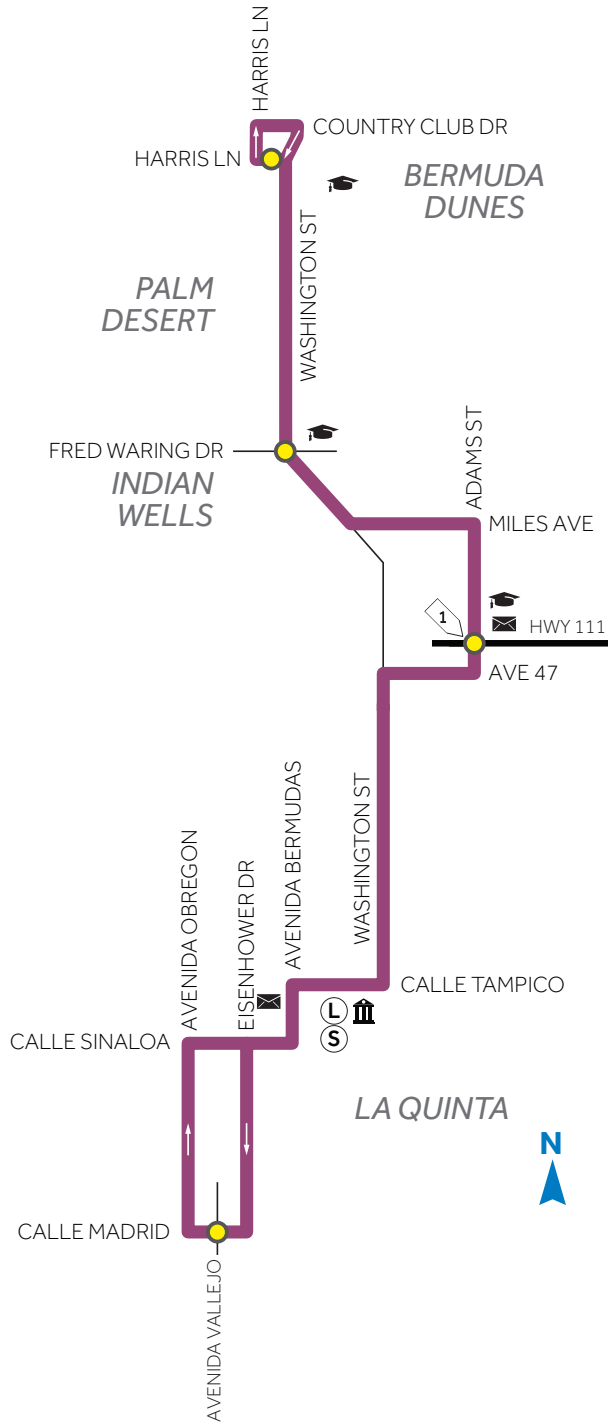 HARRIS LN
COUNTRY CLUB DR
HARRIS LN
BERMUDA
DUNES
WASHINGTON ST
PALM
DESERT
FRED WARING DR
INDIAN
WELLS
ADAMS ST
MILES AVE
1
HWY 111
AVE 47
AVENIDA BERMUDAS
WASHINGTON ST
AVENIDA OBREGON
EISENHOWER DR
CALLE TAMPICO
L
S
CALLE SINALOA
LA QUINTA
N
CALLE MADRID
AVENIDA VALLEJO